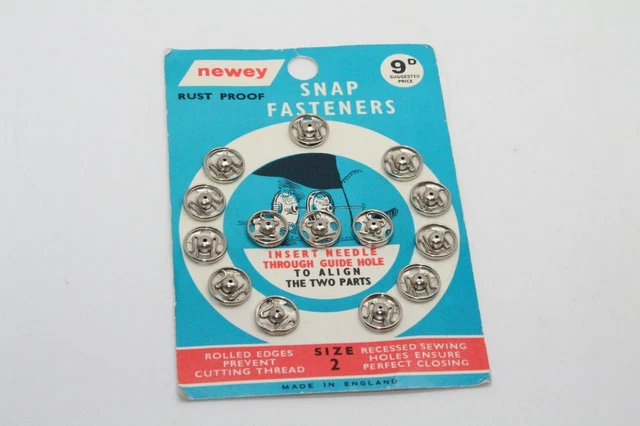 newey
RUST PROOF
9D
SUGGESTED
PRICE
SNAP
FASTENERS
INSERT NEEDLE
THROUGH GUIDE HOLE
TO ALIGN
THE TWO PARTS
ROLLED EDGES
PREVENT
CUTTING THREAD
SIZE
2
RECESSED SEWING
HOLES ENSURE
PERFECT CLOSING
MADE IN ENGLAND